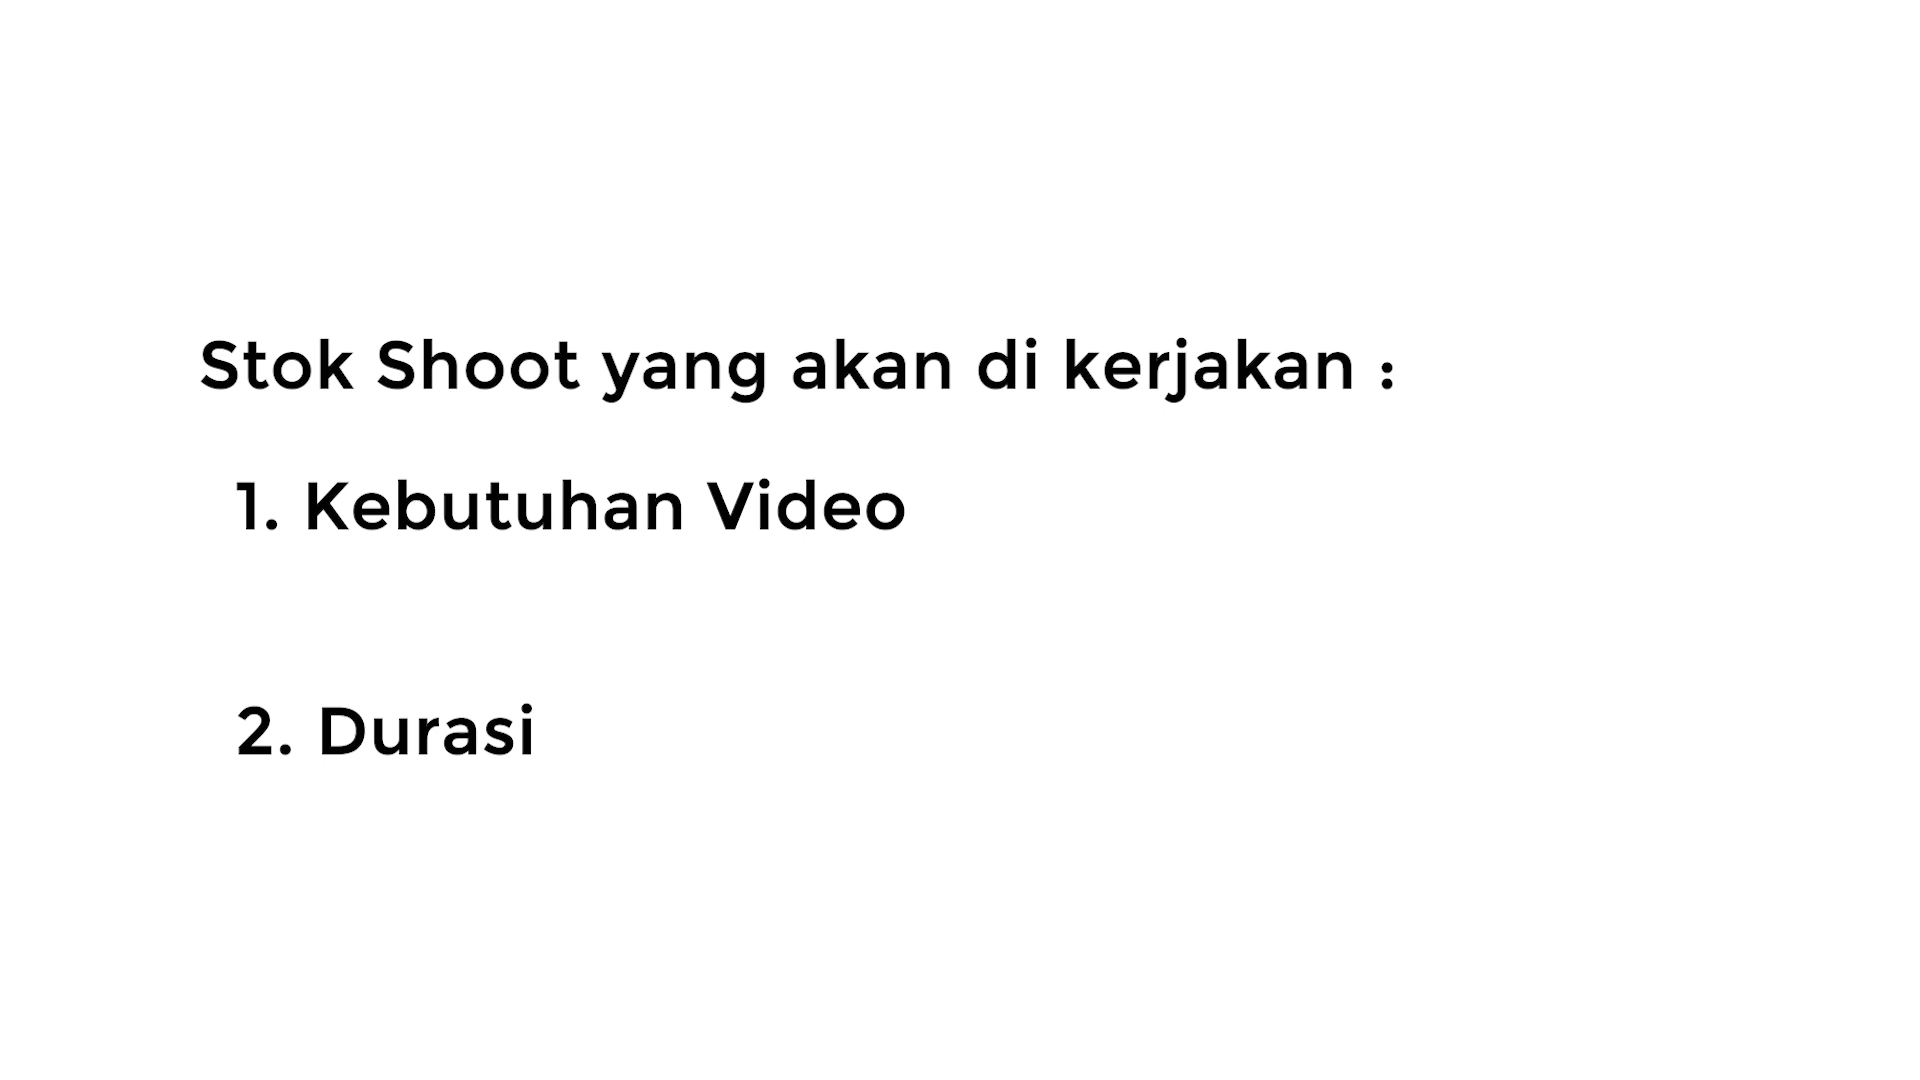 Stok Shoot yang akan di kerjakan :
1. Kebutuhan Video
2. Durasi